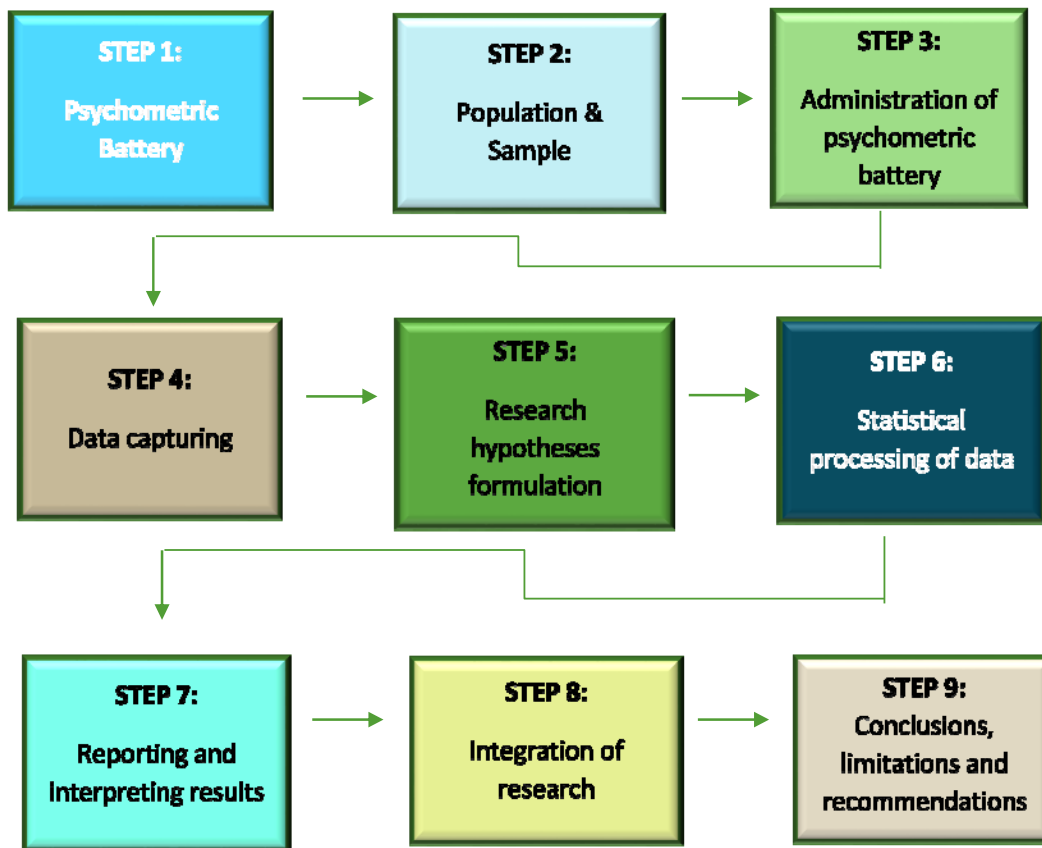 STEP 1:
Psychometric
Battery
STEP 2:
Population &
Sample
STEP 3:
Administration of
psychometric
battery
STEP 4:
Data capturing
STEP 5:
Research
hypotheses
formulation
STEP 6:
Statistical
processing of data
STEP 7:
Reporting and
interpreting results
STEP 8:
Integration of
research
STEP 9:
Conclusions,
limitations and
recommendations